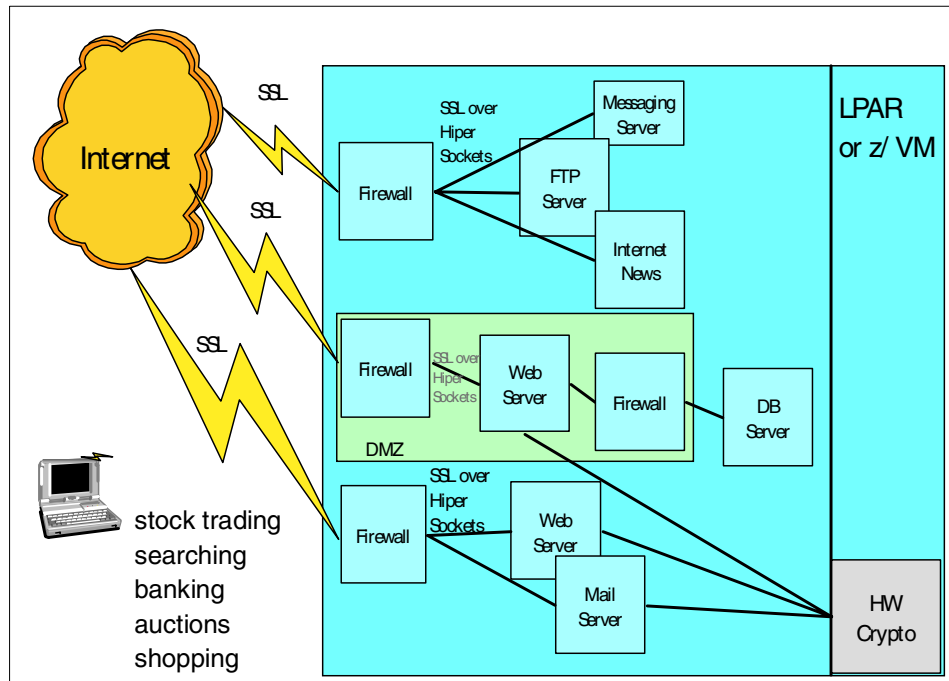 Internet
SSL
SSL
SSL
stock trading
searching
banking
auctions
shopping
Firewall
SSL over
Hiper
Sockets
Messaging
Server
FTP
Server
Internet
News
LPAR
or z/ VM
Firewall
SSL over
Hiper
Sockets
Web
Server
Firewall
DB
Server
DMZ
Firewall
SSL over
Hiper
Sockets
Web
Server
Mail
Server
HW
Crypto